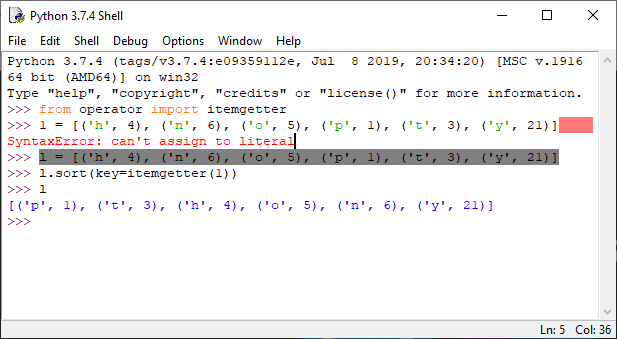 Python 3.7.4 Shell
File Edit Shell Debug Options Window Help
Python 3.7.4 (tags/v3.7.4:e09359112e, Jul  8 2019, 20:34:20) [MSC v.1916
64 bit (AMD64)] on win32
Type "help", "copyright", "credits" or "license()" for more information.
>>> from operator import itemgetter
>>> 1 = [('h', 4), ('n', 6), ('o', 5), ('p', 1), ('t', 3), ('y', 21)]
SyntaxError: can't assign to literal
>>> l = [('h', 4), ('n', 6), ('o', 5), ('p', 1), ('t', 3), ('y', 21)]
>>> l.sort(key=itemgetter(1))
>>> l
[('p', 1), ('t', 3), ('h', 4), ('o', 5), ('n', 6), ('y', 21)]
>>>
Ln: 5 Col: 36